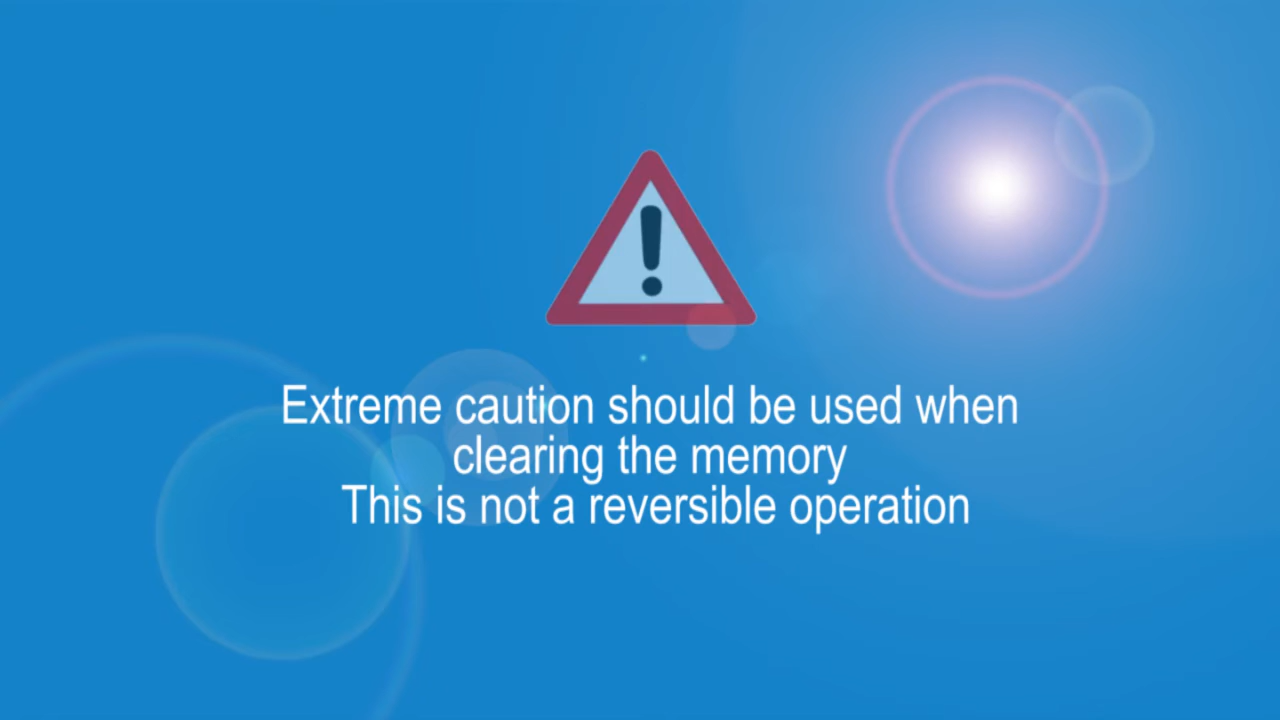 Extreme caution should be used when
clearing the memory
This is not a reversible operation